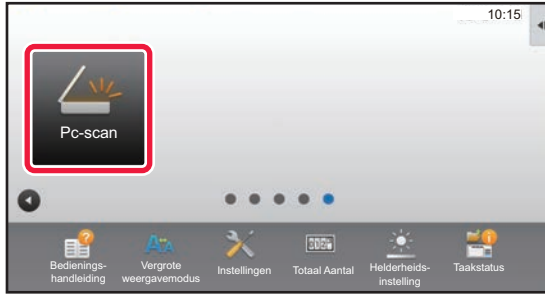 10:15
Pc-scan
Bedienings-
handleiding
Vergrote
weergavemodus
Instellingen
Totaal Aantal
Helderheids-
instelling
Taakstatus